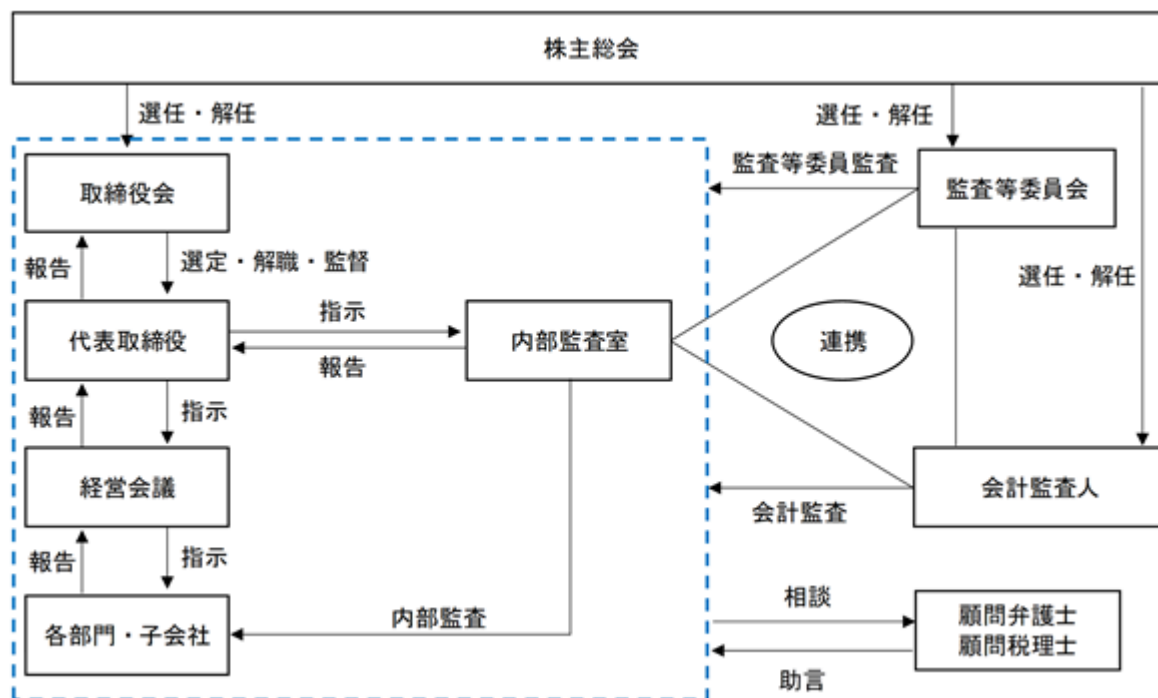 株主総会
選任・解任
選任・解任
監査等委員監査
取締役会
監査等委員会
報告
選定・解職・監督
選任・解任
代表取締役
指示
報告
内部監査室
連携
報告
指示
経営会議
会計監査人
会計監査
報告
指示
各部門・子会社
内部監査
相談
顧問弁護士
顧問税理士
助言